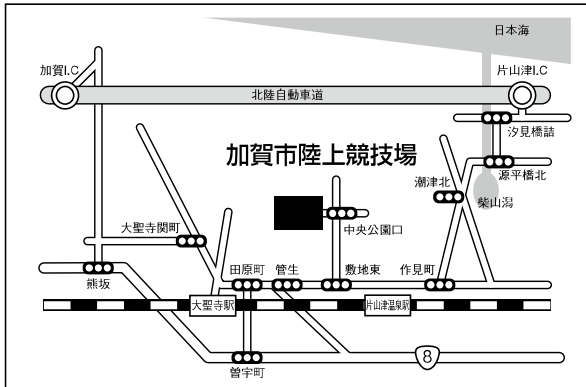 日本海
加賀I.C
片山津I.C
北陸自動車道
汐見橋詰
加賀市陸上競技場
源平橋北
潮津北
柴山潟
大聖寺関町
中央公園口
熊坂
田原町
管生
敷地東
作見町
大聖寺駅
片山津温泉駅
8
曽宇町